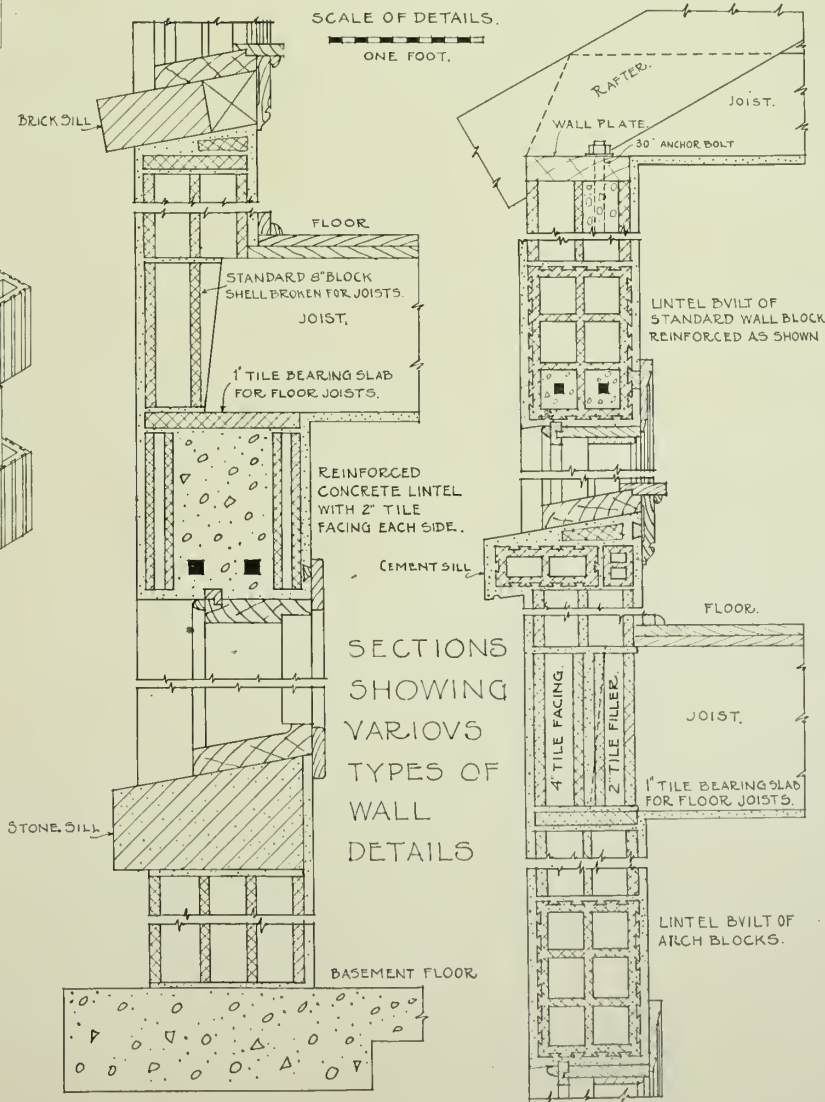 SCALE OF DETAILS.
ONE FOOT.
BRICK SILL
FLOOR
STANDARD 8" BLOCK
SHELL BROKEN FOR JOISTS.
JOIST.
1" TILE BEARING SLAB
FOR FLOOR JOISTS.
REINFORCED
CONCRETE LINTEL
WITH 2" TILE
FACING EACH SIDE.
STONE SILL
BASEMENT FLOOR
SECTIONS
SHOWING
VARIOVS
TYPES OF
WALL
DETAILS
RAFTER.
JOIST.
WALL PLATE.
30" ANCHOR BOLT
LINTEL BVILT OF
STANDARD WALL BLOCK
REINFORCED AS SHOWN
CEMENT SILL
FLOOR.
4" TILE FACING.
2" TILE FILLER.
JOIST.
1" TILE BEARING SLAB
FOR FLOOR JOISTS.
LINTEL BVILT OF
ARCH BLOCKS.